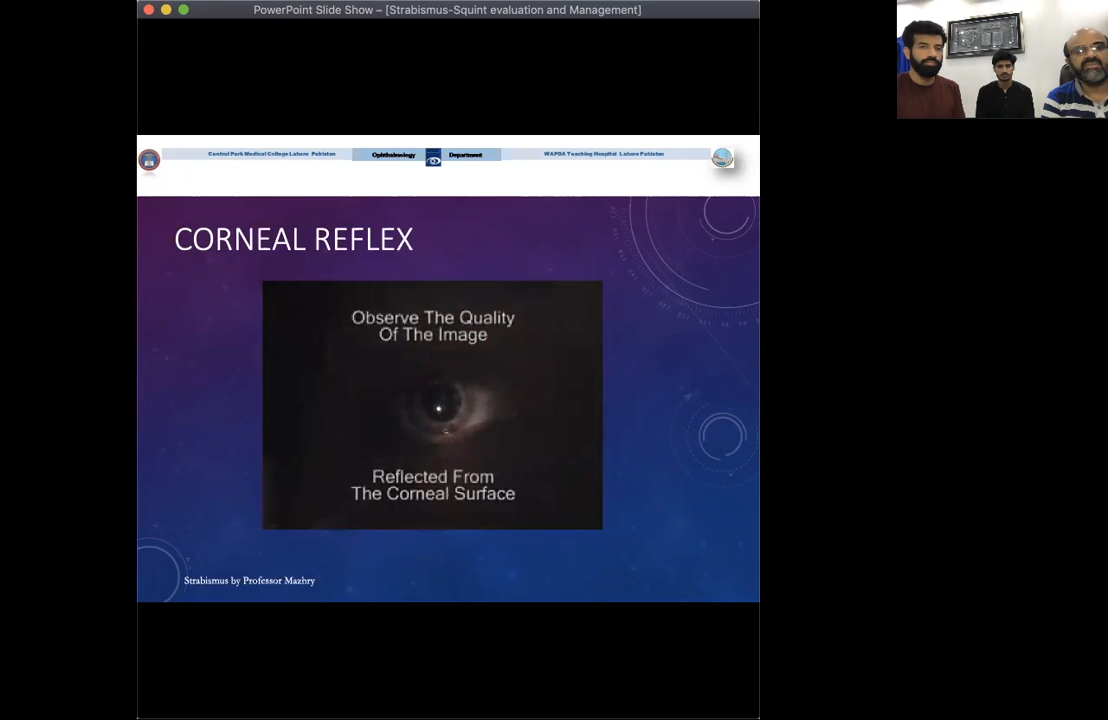 PowerPoint Slide Show – [Strabismus-Squint evaluation and Management]
Central Park Medical College Lahore Pakistan
Ophthalmology Department
WAPDA Teaching Hospital Lahore Pakistan
CORNEAL REFLEX
Observe The Quality
Of The Image
Reflected From
The Corneal Surface
Strabismus by Professor Mazhry